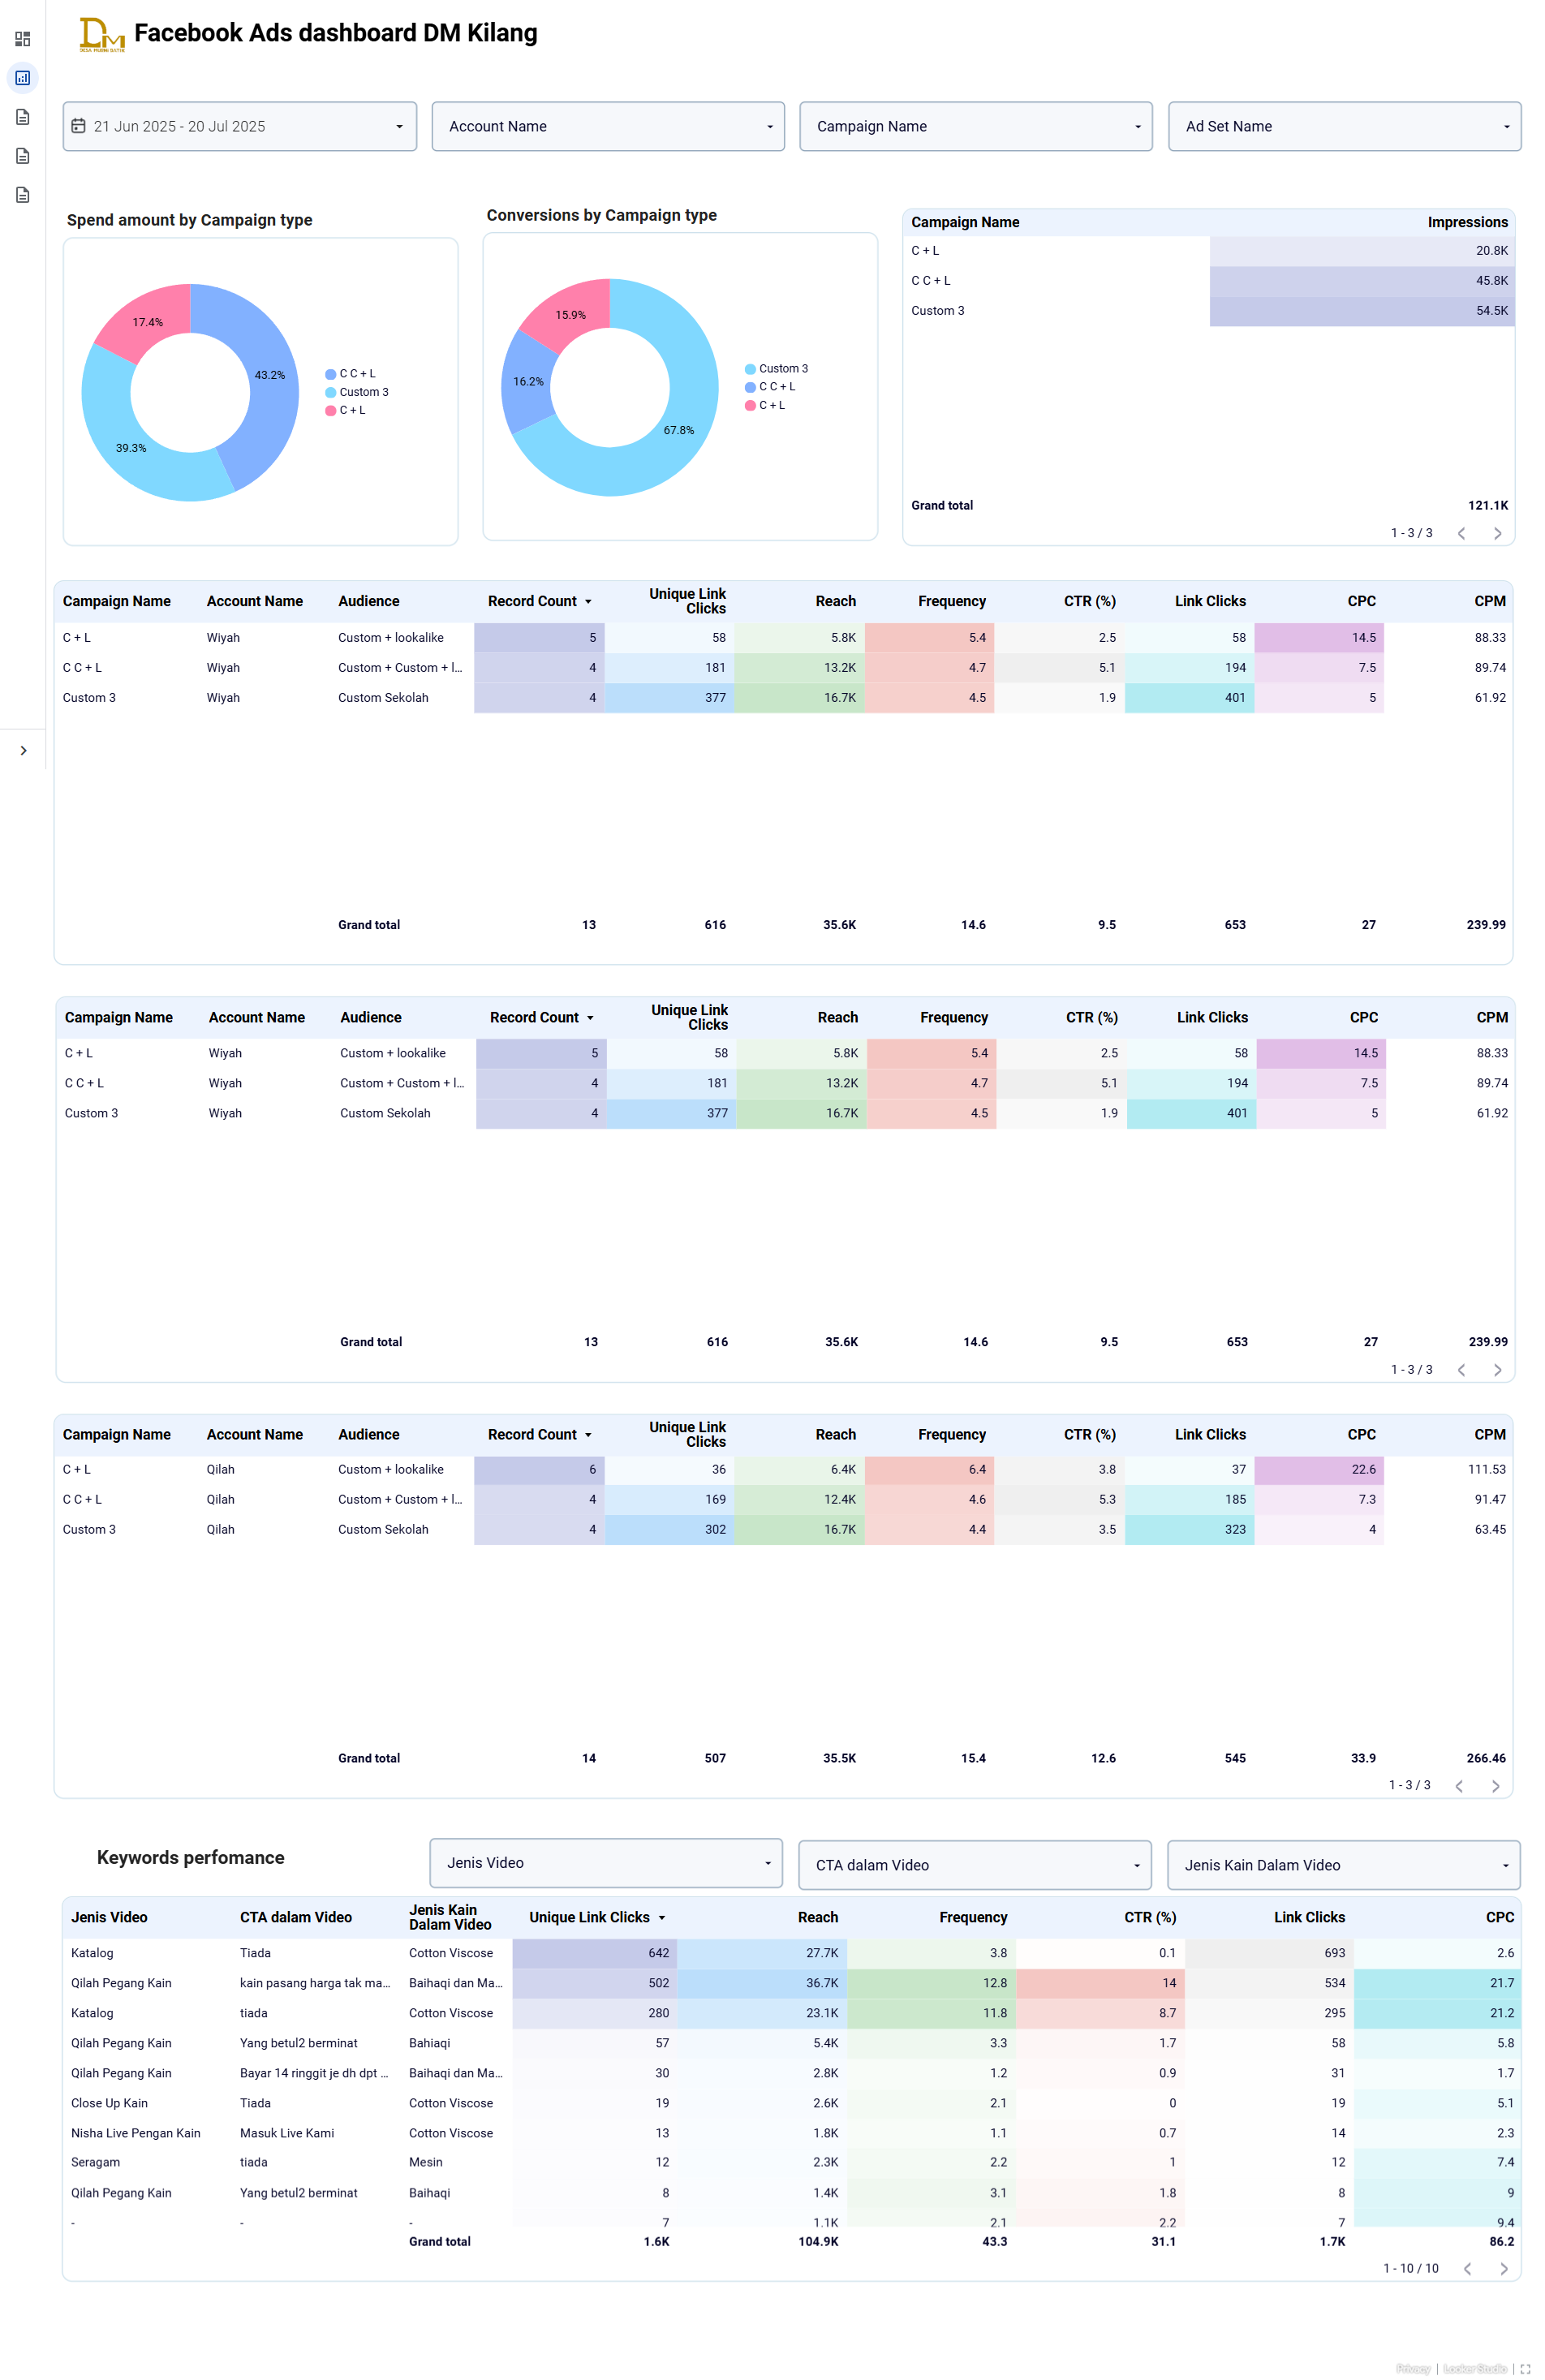 DM
DESA MURNI BATIK
Facebook Ads dashboard DM Kilang
21 Jun 2025 - 20 Jul 2025
Account Name
Campaign Name
Ad Set Name
Spend amount by Campaign type
17.4%
43.2%
39.3%
C C + L
Custom 3
C + L
Conversions by Campaign type
15.9%
16.2%
67.8%
Custom 3
C C + L
C + L
Campaign Name Impressions
C + L 20.8K
C C + L 45.8K
Custom 3 54.5K
Grand total 121.1K
1 - 3 / 3
Campaign Name Account Name Audience Record Count Unique Link Clicks Reach Frequency CTR (%) Link Clicks CPC CPM
C + L Wiyah Custom + lookalike 5 58 5.8K 5.4 2.5 58 14.5 88.33
C C + L Wiyah Custom + Custom + l... 4 181 13.2K 4.7 5.1 194 7.5 89.74
Custom 3 Wiyah Custom Sekolah 4 377 16.7K 4.5 1.9 401 5 61.92
Grand total 13 616 35.6K 14.6 9.5 653 27 239.99
Campaign Name Account Name Audience Record Count Unique Link Clicks Reach Frequency CTR (%) Link Clicks CPC CPM
C + L Wiyah Custom + lookalike 5 58 5.8K 5.4 2.5 58 14.5 88.33
C C + L Wiyah Custom + Custom + l... 4 181 13.2K 4.7 5.1 194 7.5 89.74
Custom 3 Wiyah Custom Sekolah 4 377 16.7K 4.5 1.9 401 5 61.92
Grand total 13 616 35.6K 14.6 9.5 653 27 239.99
1 - 3 / 3
Campaign Name Account Name Audience Record Count Unique Link Clicks Reach Frequency CTR (%) Link Clicks CPC CPM
C + L Qilah Custom + lookalike 6 36 6.4K 6.4 3.8 37 22.6 111.53
C C + L Qilah Custom + Custom + l... 4 169 12.4K 4.6 5.3 185 7.3 91.47
Custom 3 Qilah Custom Sekolah 4 302 16.7K 4.4 3.5 323 4 63.45
Grand total 14 507 35.5K 15.4 12.6 545 33.9 266.46
1 - 3 / 3
Keywords perfomance
Jenis Video
CTA dalam Video
Jenis Kain Dalam Video
Jenis Video CTA dalam Video Jenis Kain Dalam Video Unique Link Clicks Reach Frequency CTR (%) Link Clicks CPC
Katalog Tiada Cotton Viscose 642 27.7K 3.8 0.1 693 2.6
Qilah Pegang Kain kain pasang harga tak ma... Baihaqi dan Ma... 502 36.7K 12.8 14 534 21.7
Katalog tiada Cotton Viscose 280 23.1K 11.8 8.7 295 21.2
Qilah Pegang Kain Yang betul2 berminat Bahiaqi 57 5.4K 3.3 1.7 58 5.8
Qilah Pegang Kain Bayar 14 ringgit je dh dpt ... Baihaqi dan Ma... 30 2.8K 1.2 0.9 31 1.7
Close Up Kain Tiada Cotton Viscose 19 2.6K 2.1 0 19 5.1
Nisha Live Pengan Kain Masuk Live Kami Cotton Viscose 13 1.8K 1.1 0.7 14 2.3
Seragam tiada Mesin 12 2.3K 2.2 1 12 7.4
Qilah Pegang Kain Yang betul2 berminat Baihaqi 8 1.4K 3.1 1.8 8 9
- - - 7 1.1K 2.1 2.2 7 9.4
Grand total 1.6K 104.9K 43.3 31.1 1.7K 86.2
1 - 10 / 10
Privacy | Looker Studio |